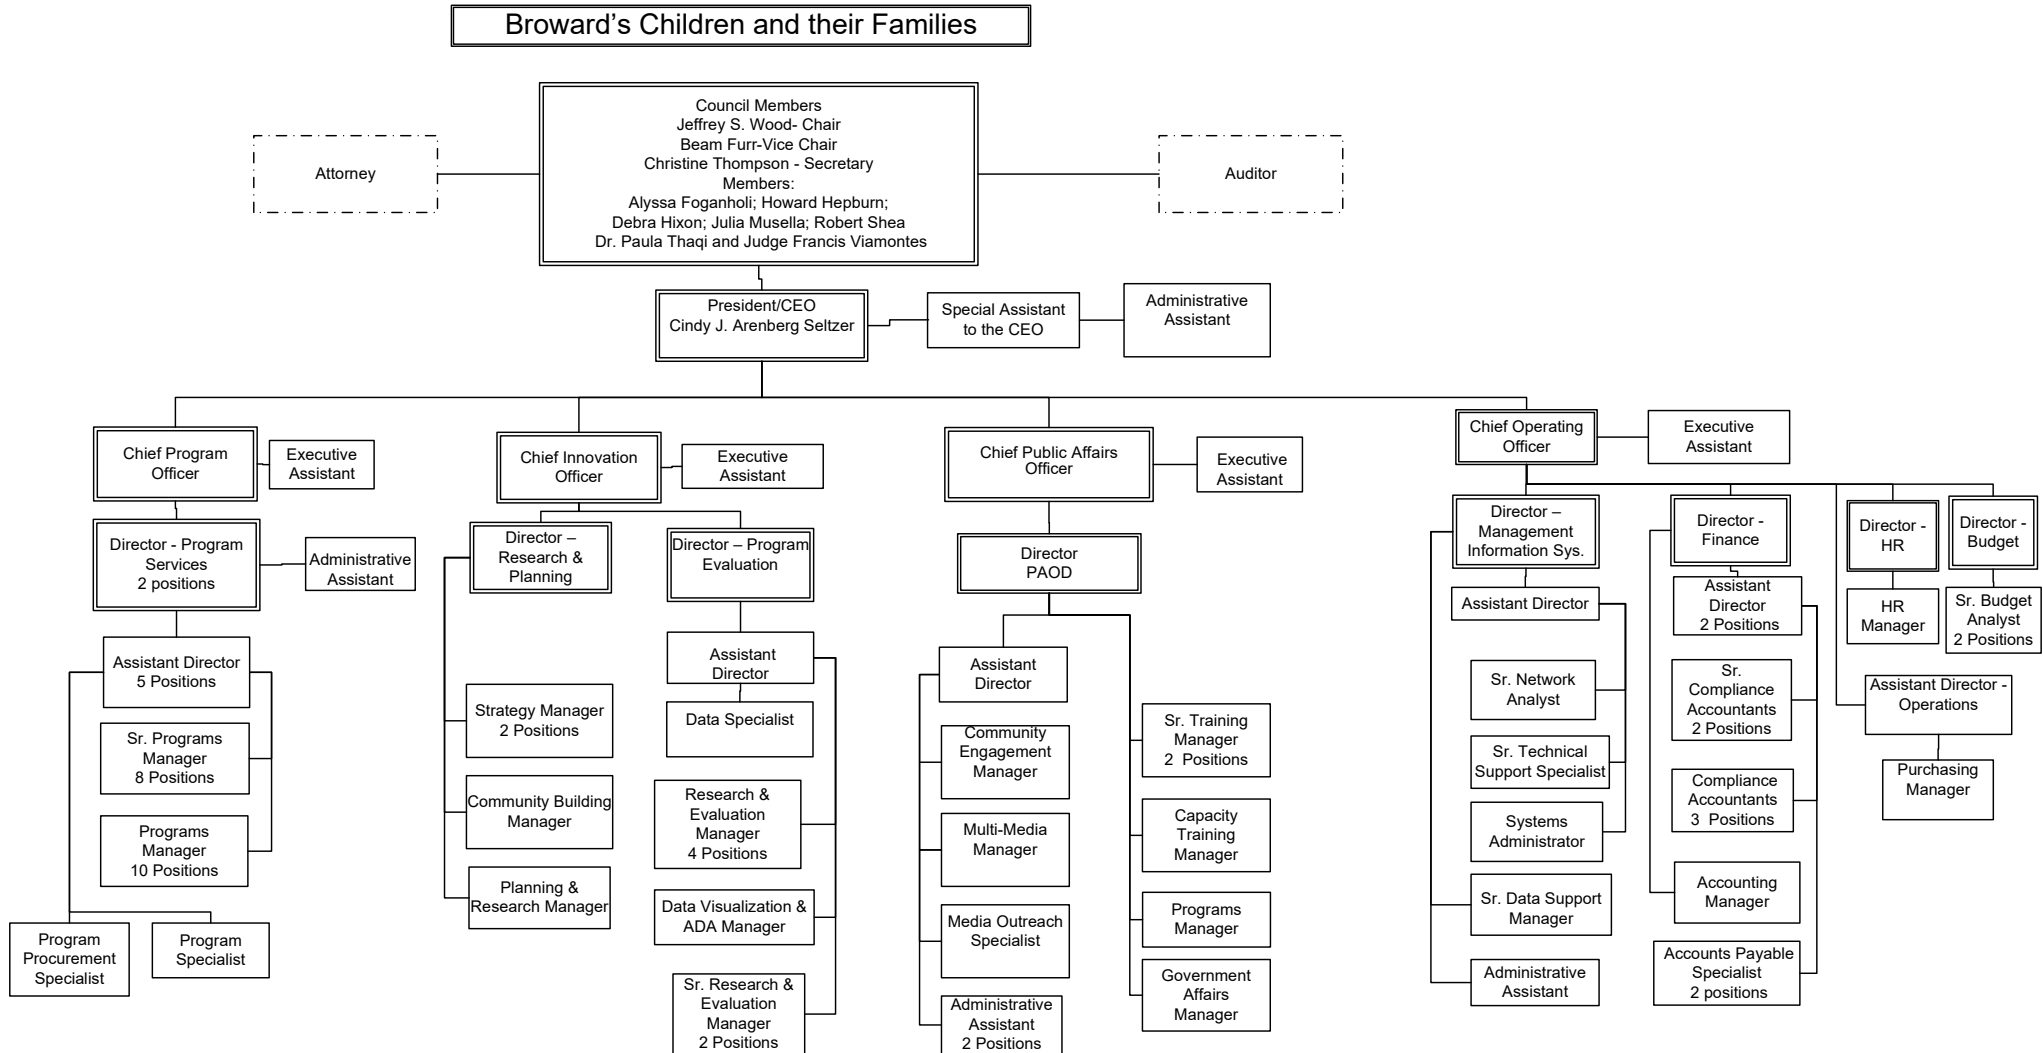 Broward’s Children and their Families
Council Members
Jeffrey S. Wood- Chair
Beam Furr-Vice Chair
Christine Thompson - Secretary
Members:
Alyssa Foganholi; Howard Hepburn;
Debra Hixon; Julia Musella; Robert Shea
Dr. Paula Thaqi and Judge Francis Viamontes
Attorney
Auditor
President/CEO
Cindy J. Arenberg Seltzer
Special Assistant
to the CEO
Administrative
Assistant
Chief Program
Officer
Executive
Assistant
Director - Program
Services
2 positions
Administrative
Assistant
Assistant Director
5 Positions
Sr. Programs
Manager
8 Positions
Programs
Manager
10 Positions
Program
Procurement
Specialist
Program
Specialist
Chief Innovation
Officer
Executive
Assistant
Director –
Research &
Planning
Strategy Manager
2 Positions
Community Building
Manager
Planning &
Research Manager
Director – Program
Evaluation
Assistant
Director
Data Specialist
Research &
Evaluation
Manager
4 Positions
Data Visualization &
ADA Manager
Sr. Research &
Evaluation
Manager
2 Positions
Chief Public Affairs
Officer
Executive
Assistant
Director
PAOD
Assistant
Director
Community
Engagement
Manager
Multi-Media
Manager
Media Outreach
Specialist
Administrative
Assistant
2 Positions
Sr. Training
Manager
2  Positions
Capacity
Training
Manager
Programs
Manager
Government
Affairs
Manager
Chief Operating
Officer
Executive
Assistant
Director –
Management
Information Sys.
Assistant Director
Sr. Network
Analyst
Sr. Technical
Support Specialist
Systems
Administrator
Sr. Data Support
Manager
Administrative
Assistant
Director -
Finance
Assistant
Director
2 Positions
Sr.
Compliance
Accountants
2 Positions
Compliance
Accountants
3  Positions
Accounting
Manager
Accounts Payable
Specialist
2 positions
Director -
HR
HR
Manager
Director -
Budget
Sr. Budget
Analyst
2 Positions
Assistant Director -
Operations
Purchasing
Manager